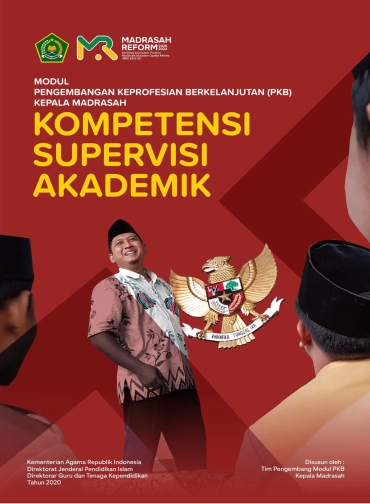 MADRASAH
REFORM
MODUL
PENGEMBANGAN KEPROFESIAN BERKELANJUTAN (PKB)
KEPALA MADRASAH
KOMPETENSI
SUPERVISI
AKADEMIK
Kementerian Agama Republik Indonesia
Direktorat Jenderal Pendidikan Islam
Direktorar Guru dan Tenaga Kependidikan
Tahun 2020
Disusun oleh :
Tim Pengembang Modul PKB
Kepala Madrasah